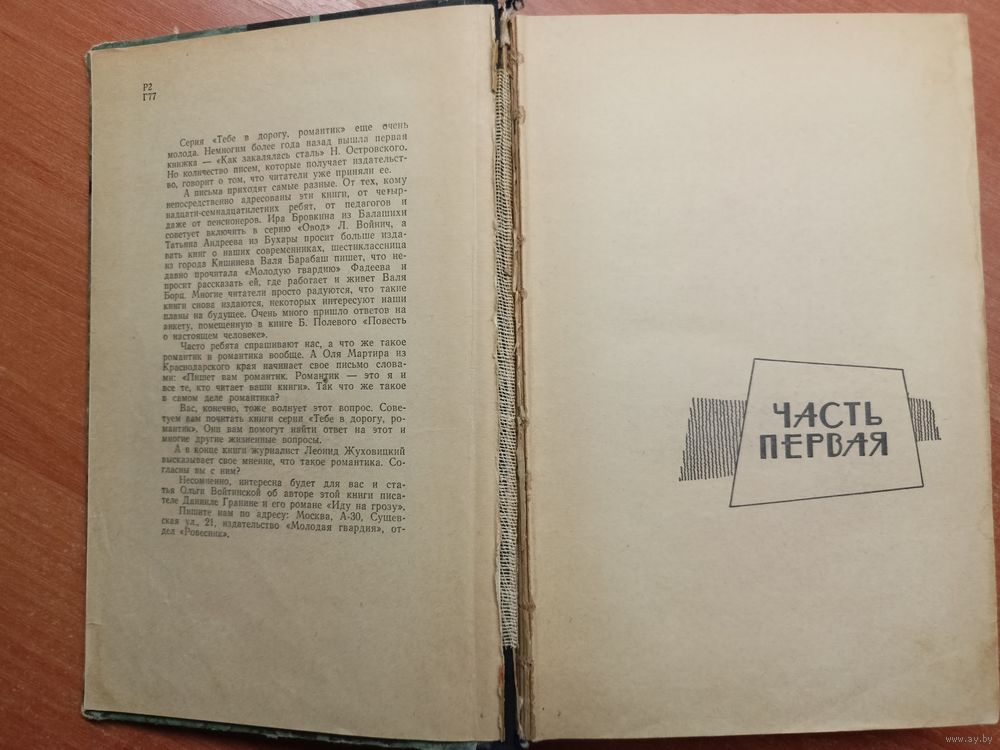 Р2
Г77
Серия «Тебе в дорогу, романтик» еще очень
молода. Немногим более года назад вышла первая
книжка — «Как закалялась сталь» Н. Островского.
Но количество писем, которые получает издательст-
во, говорит о том, что читатели уже приняли ее.
А письма приходят самые разные. От тех, кому
непосредственно адресованы эти книги, от четыр-
надцати-семнадцатилетних ребят, от педагогов и
даже от пенсионеров. Ира Бровкина из Балашихи
советует включить в серию «Овод» Л. Войнич, а
Татьяна Андреева из Бухары просит больше изда-
вать книг о наших современниках, шестиклассница
из города Кишинева Валя Барабаш пишет, что не-
давно прочитала «Молодую гвардию» Фадеева и
просит рассказать ей, где работает и живет Валя
Борц. Многие читатели просто радуются, что такие
книги снова издаются, некоторых интересуют наши
планы на будущее. Очень много пришло ответов на
анкету, помещенную в книге Б. Полевого «Повесть
о настоящем человеке».
Часто ребята спрашивают нас, а что же такое
романтик и романтика вообще. А Оля Мартира из
Краснодарского края начинает свое письмо слова-
ми: «Пишет вам романтик. Романтик — это я и
все те, кто читает ваши книги». Так что же такое
в самом деле романтика?
Вас, конечно, тоже волнует этот вопрос. Сове-
туем вам почитать книги серии «Тебе в дорогу, ро-
мантик». Они вам помогут найти ответ на этот и
многие другие жизненные вопросы.
А в конце книги журналист Леонид Жуховицкий
высказывает свое мнение, что такое романтика. Со-
гласны вы с ним?
Несомненно, интересна будет для вас и ста-
тья Ольги Войтинской об авторе этой книги писа-
теле Данииле Гранине и его романе «Иду на грозу».
Пишите нам по адресу: Москва, А-30, Сущев-
ская ул., 21, издательство «Молодая гвардия», от-
дел «Ровесник».
ЧАСТЬ
ПЕРВАЯ
www.ay.by